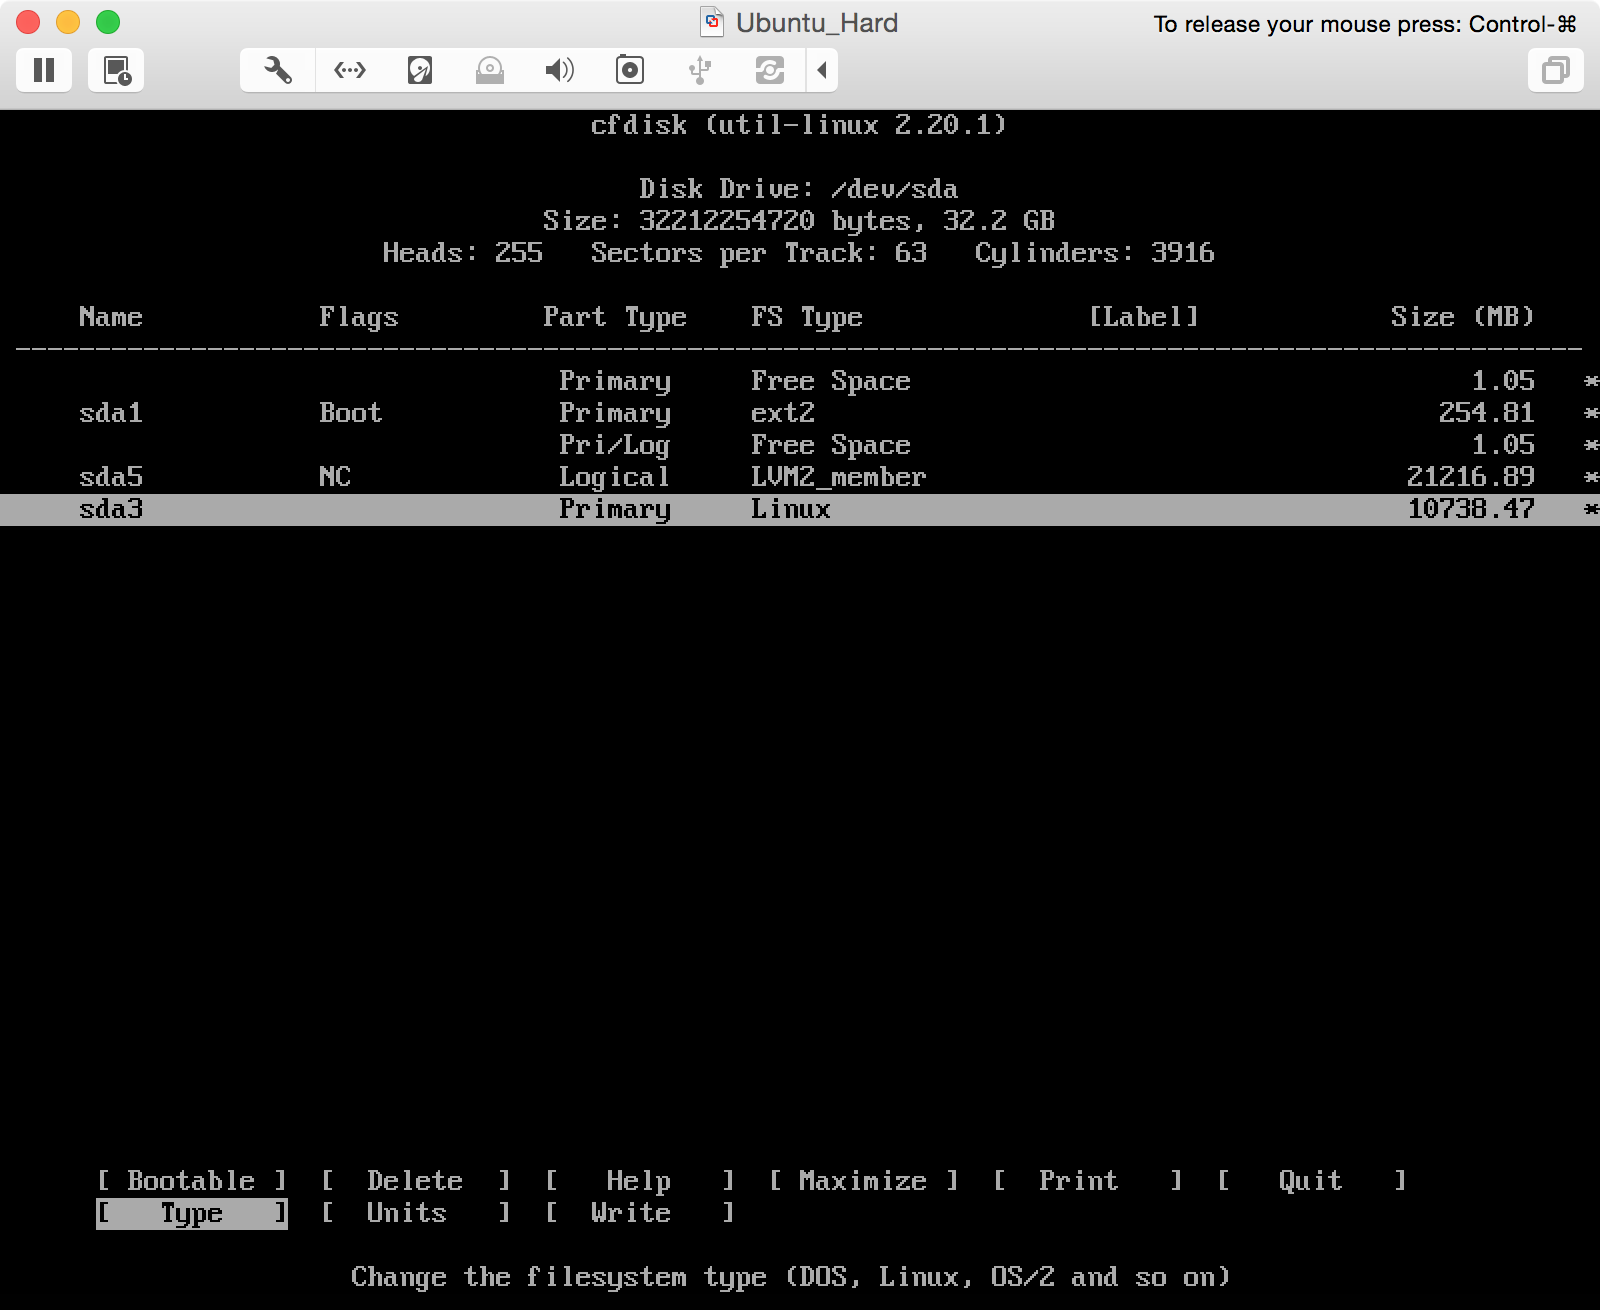 Ubuntu_Hard
To release your mouse press: Control-⌘
cfdisk (util-linux 2.20.1)
Disk Drive: /dev/sda
Size: 32212254720 bytes, 32.2 GB
Heads: 255   Sectors per Track: 63   Cylinders: 3916
Name   Flags   Part Type   FS Type   [Label]   Size (MB)
Primary   Free Space   1.05   *
sda1   Boot   Primary   ext2   254.81   *
Pri/Log   Free Space   1.05   *
sda5   NC   Logical   LVM2_member   21216.89   *
sda3   Primary   Linux   10738.47   *
[ Bootable ]  [  Delete  ]  [   Help   ]  [ Maximize ]  [  Print   ]  [   Quit   ]
[   Type   ]  [  Units   ]  [  Write   ]
Change the filesystem type (DOS, Linux, OS/2 and so on)